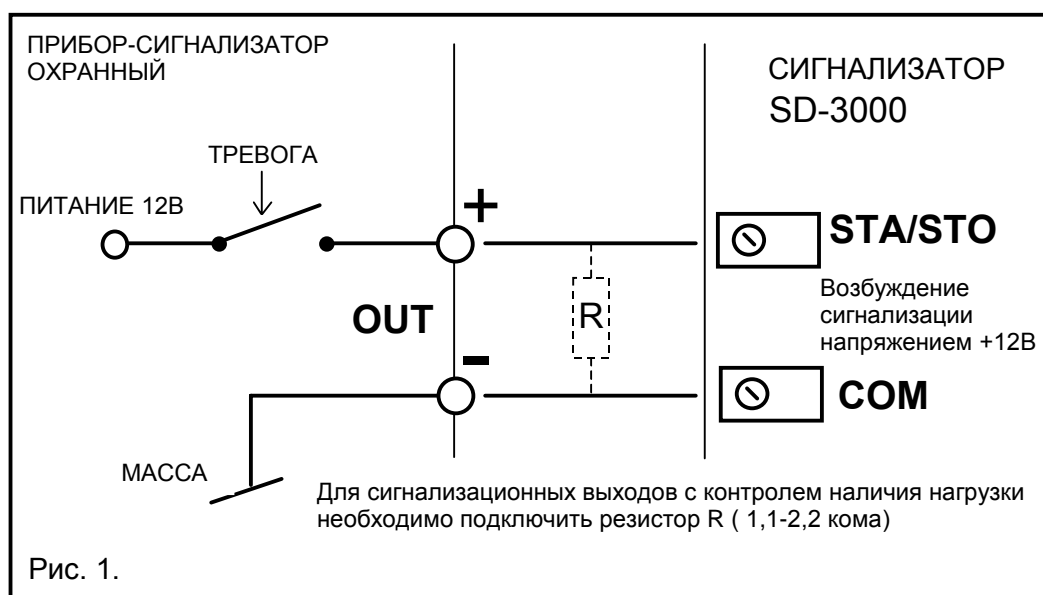 ПРИБОР-СИГНАЛИЗАТОР
ОХРАННЫЙ
СИГНАЛИЗАТОР
SD-3000
ТРЕВОГА
ПИТАНИЕ 12В
+
STA/STO
Возбуждение
сигнализации
напряжением +12В
OUT
R
-
COM
МАССА
Для сигнализационных выходов с контролем наличия нагрузки
необходимо подключить резистор R ( 1,1-2,2 кома)
Рис. 1.